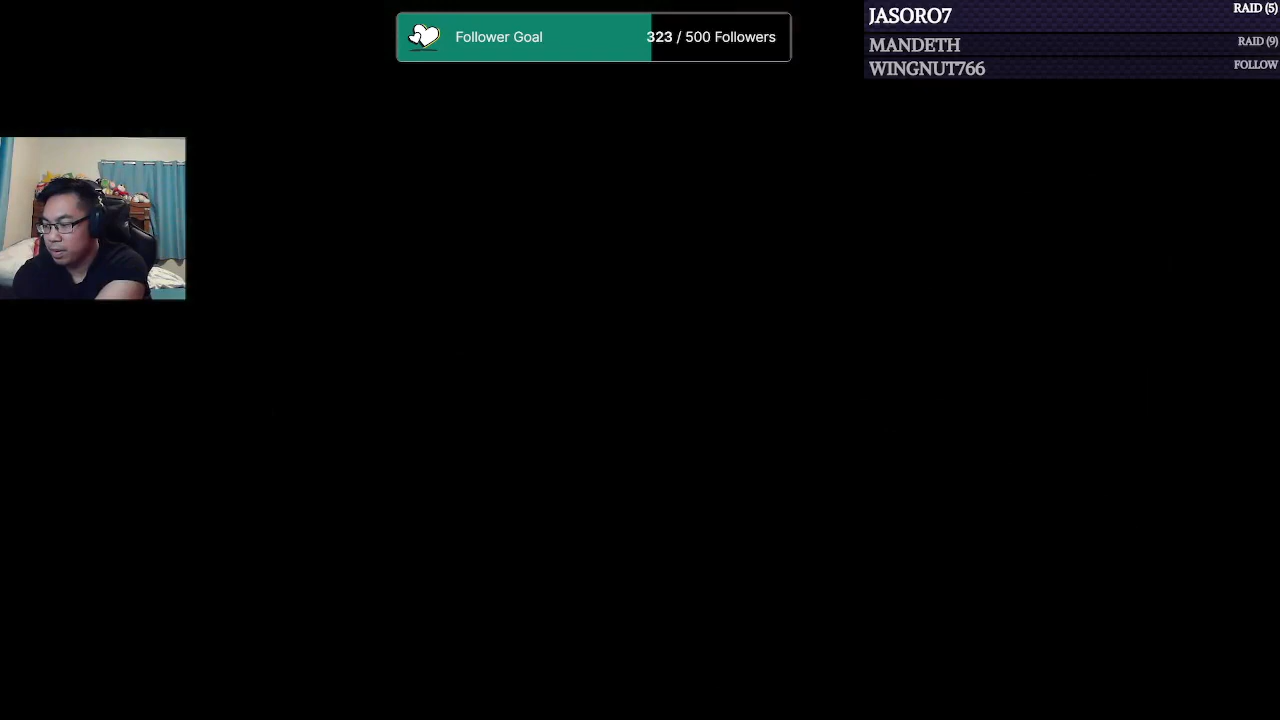 Follower Goal 323 / 500 Followers
JASORO7 RAID (5)
MANDETH RAID (9)
WINGNUT766 FOLLOW